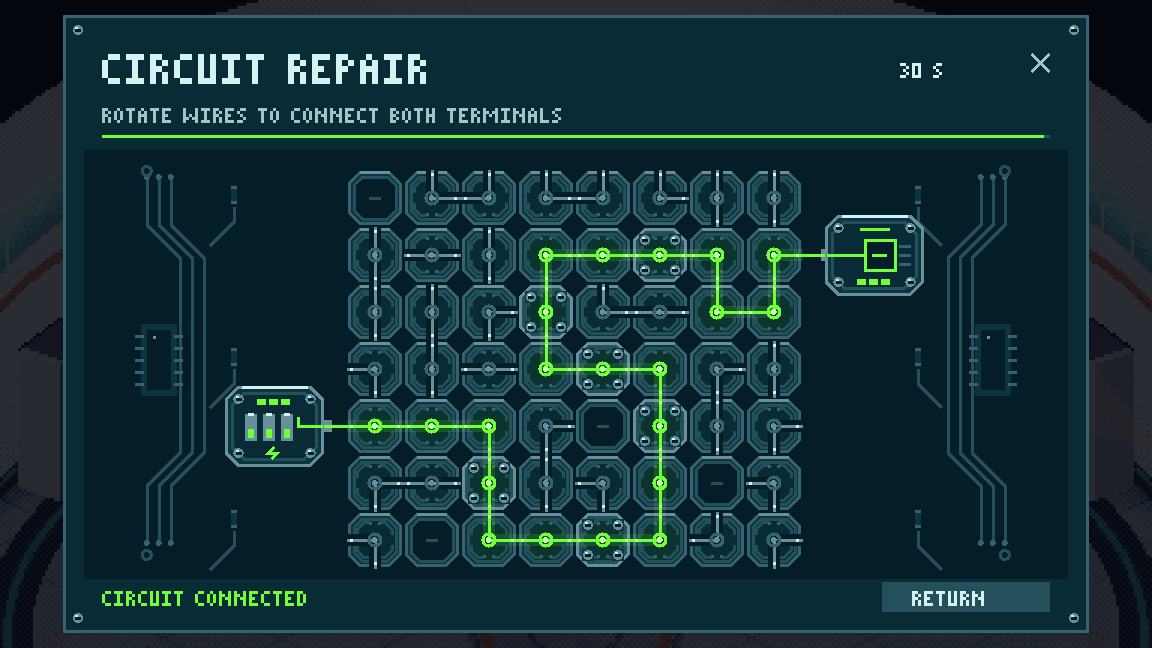 CIRCUIT REPAIR
30 S
ROTATE WIRES TO CONNECT BOTH TERMINALS
CIRCUIT CONNECTED
RETURN